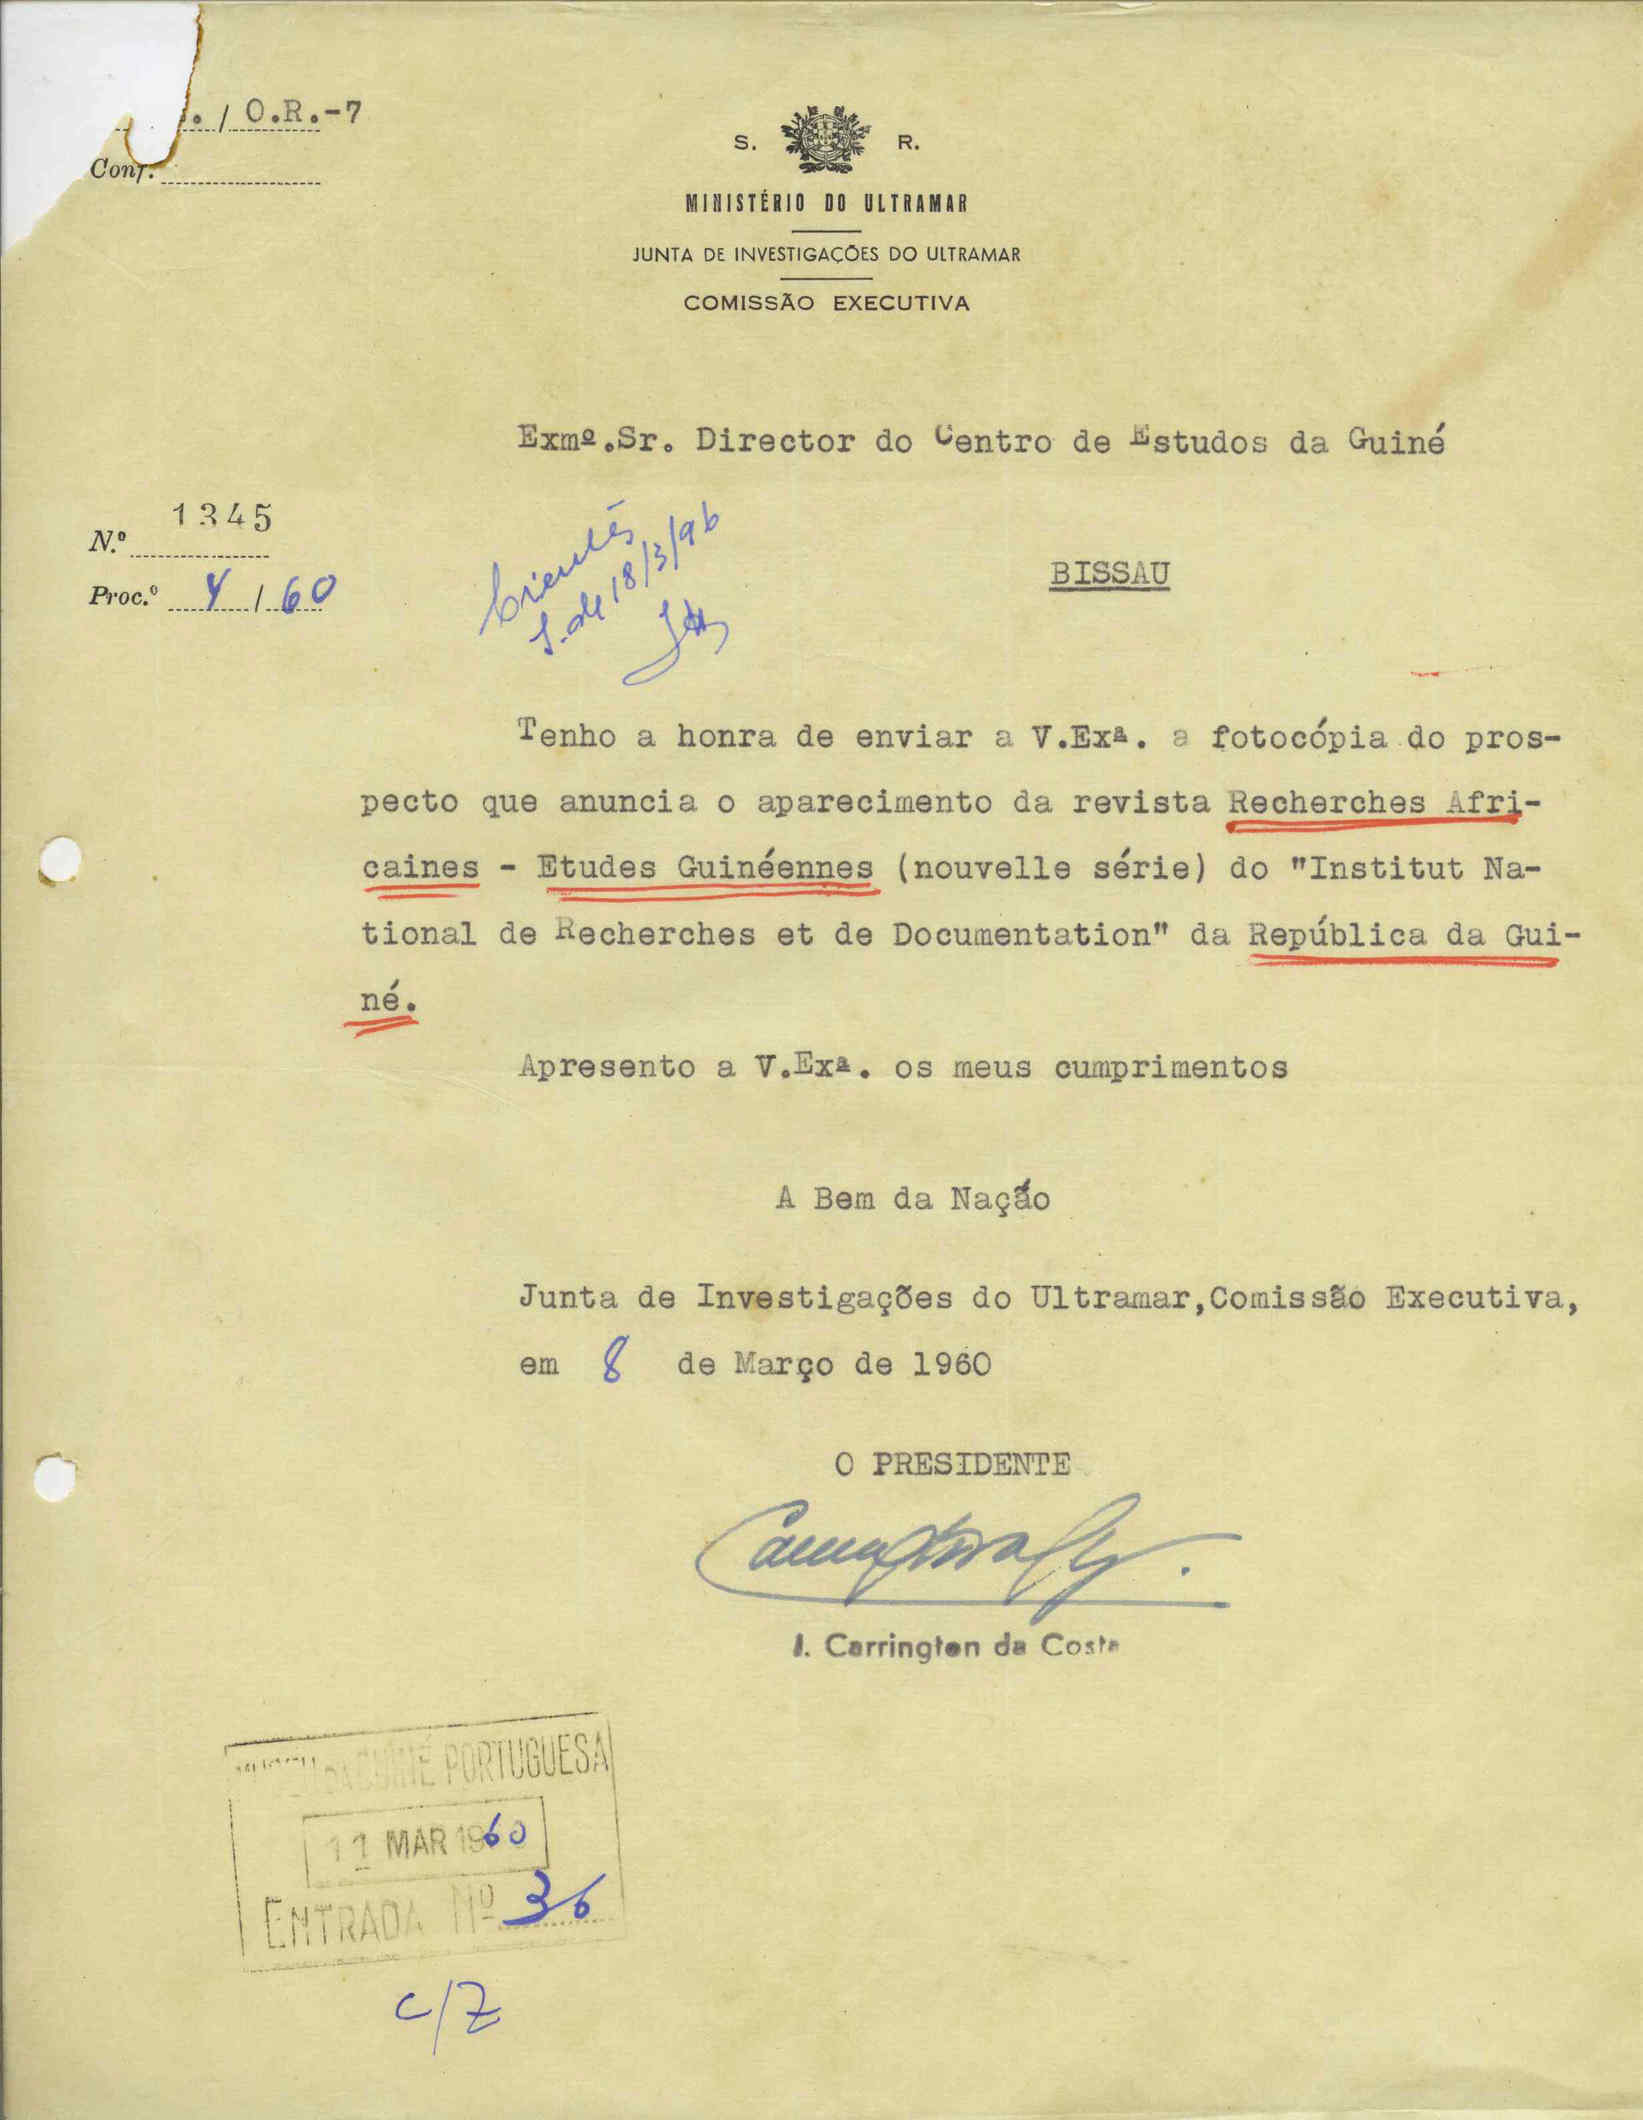 . / O.R.-7
Conf.
S. R.
MINISTÉRIO DO ULTRAMAR
JUNTA DE INVESTIGAÇÕES DO ULTRAMAR
COMISSÃO EXECUTIVA
Exmº.Sr. Director do Centro de Estudos da Guiné
N.º 1345
Proc.º 4 / 60
18/3/96
BISSAU
Tenho a honra de enviar a V.Exª. a fotocópia do pros-
pecto que anuncia o aparecimento da revista Recherches Afri-
caines - Etudes Guinéennes (nouvelle série) do "Institut Na-
tional de Recherches et de Documentation" da República da Gui-
né.
Apresento a V.Exª. os meus cumprimentos
A Bem da Nação
Junta de Investigações do Ultramar,Comissão Executiva,
em 8 de Março de 1960
O PRESIDENTE
J. Carrington da Costa
DA GUINÉ PORTUGUESA
11 MAR 1960
ENTRADA Nº 36
C/Z